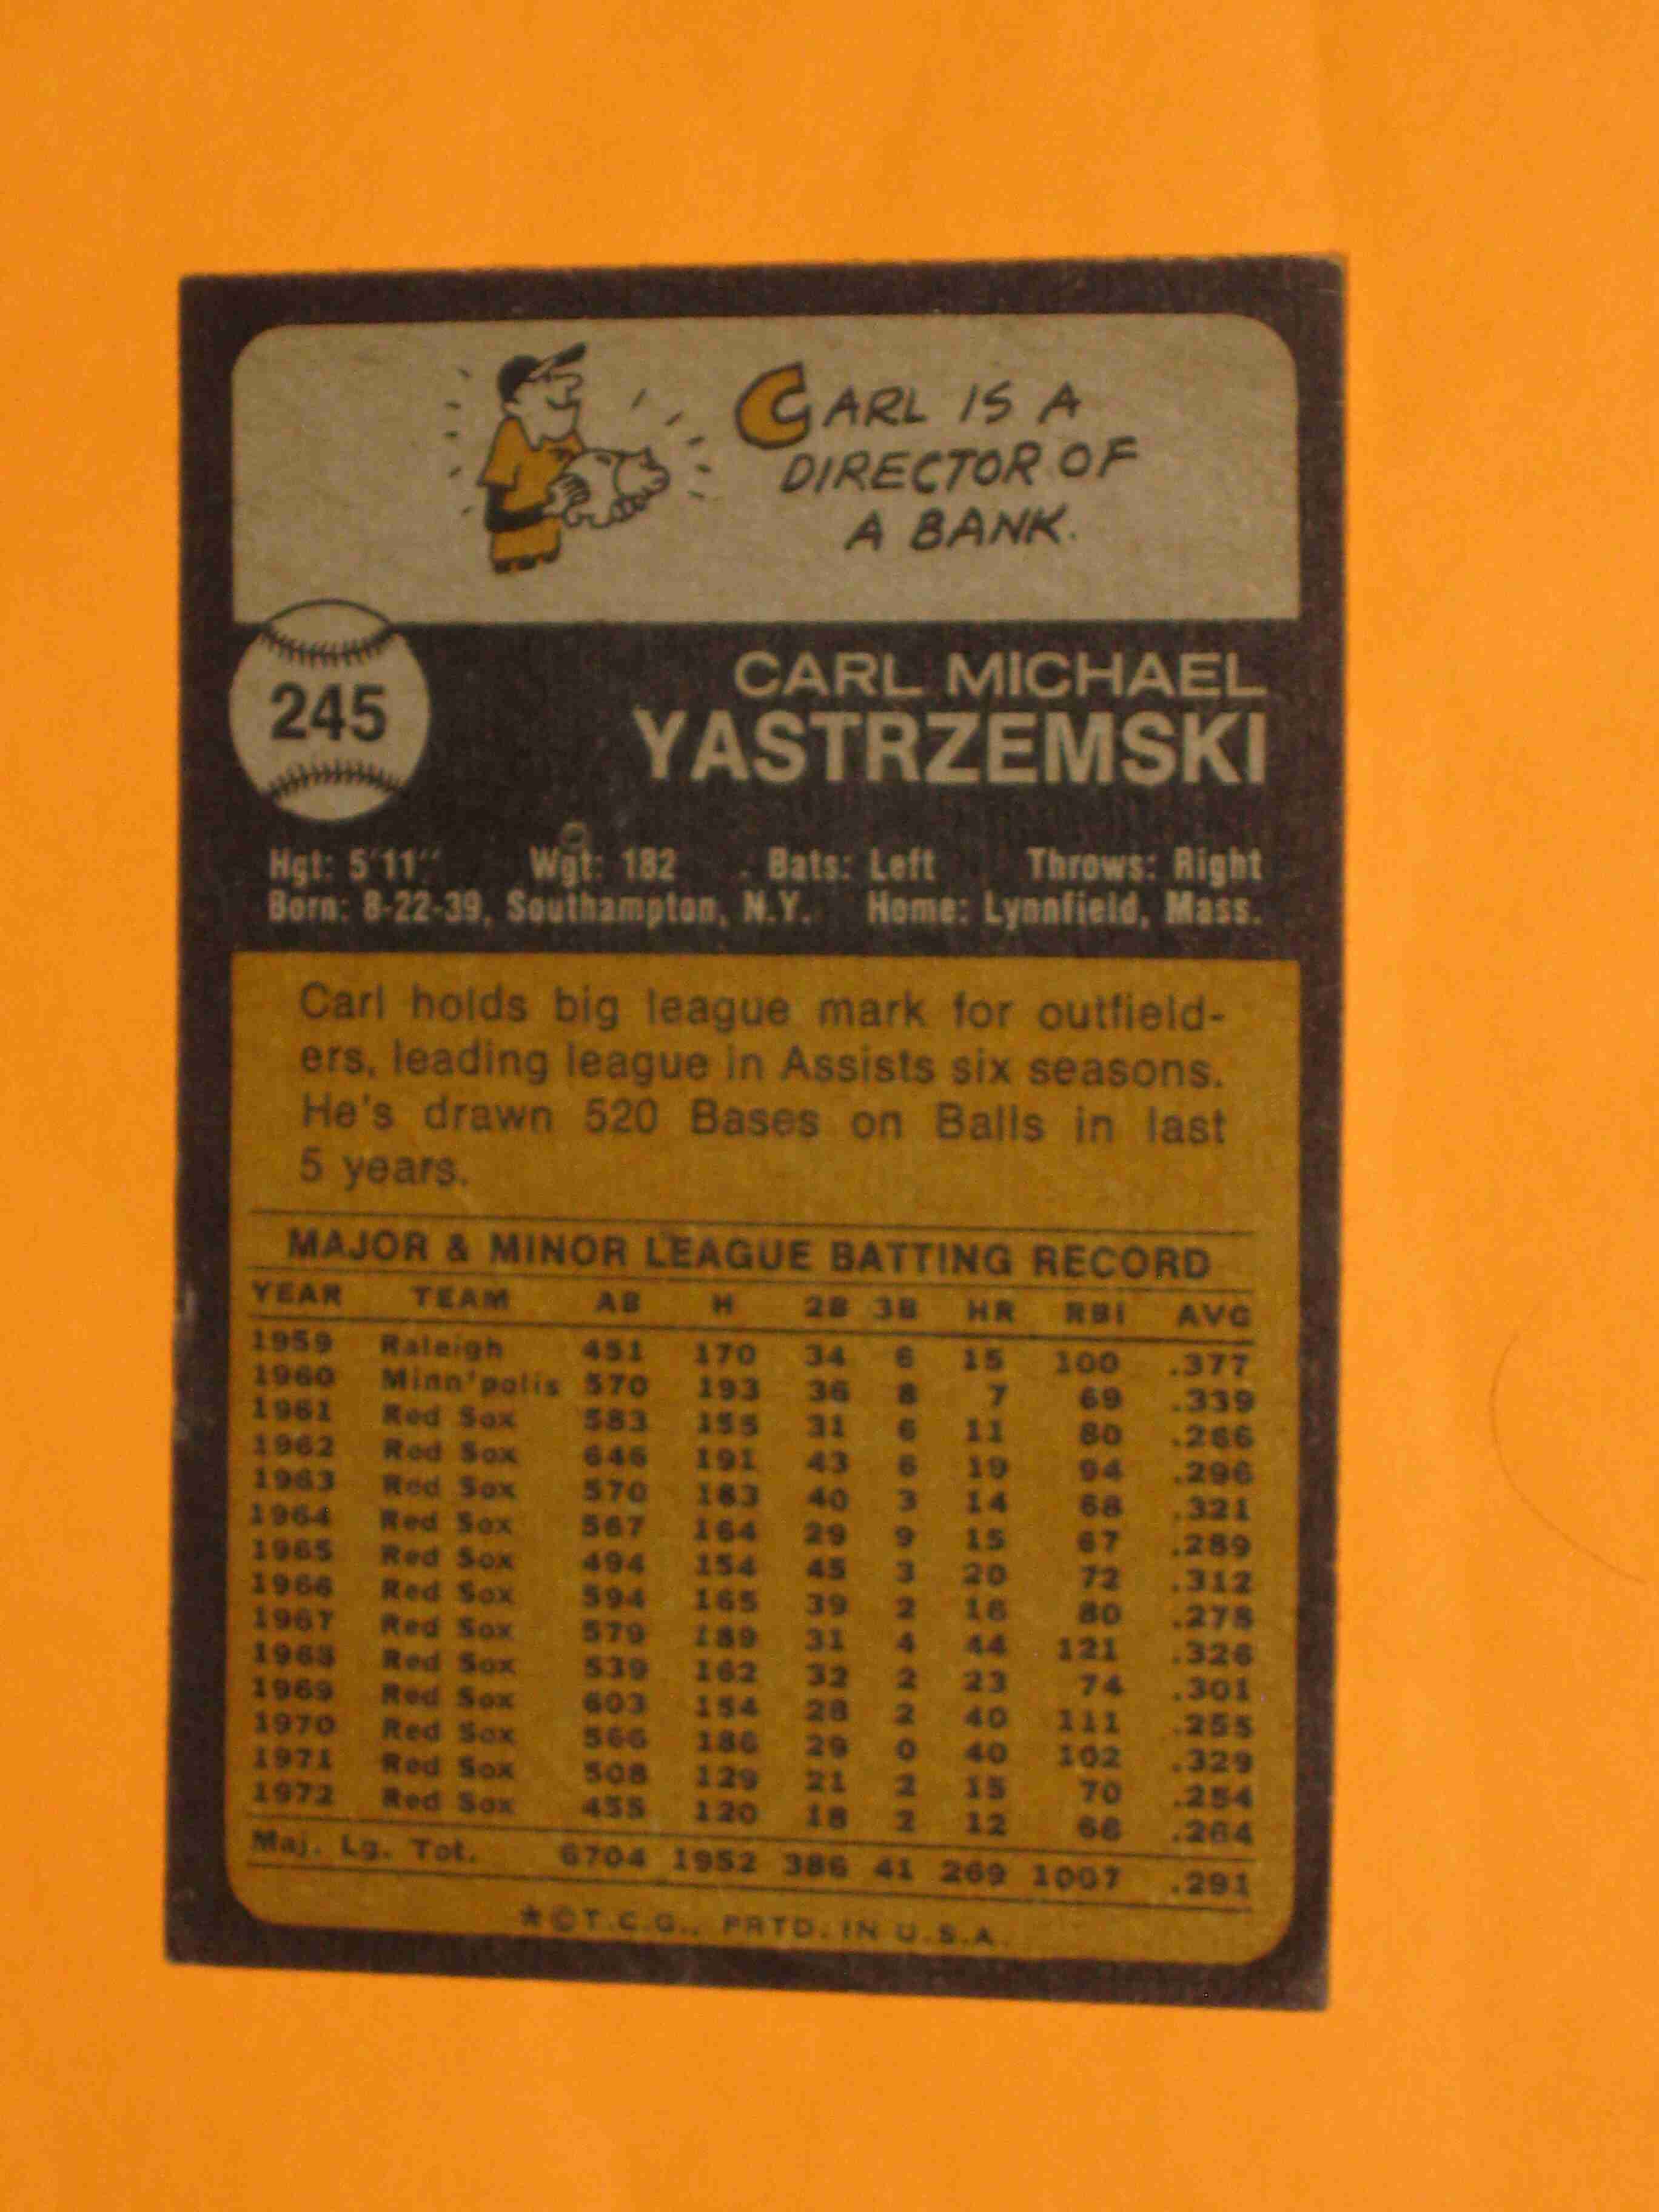 CARL IS A
DIRECTOR OF
A BANK.
245
CARL MICHAEL
YASTRZEMSKI
Hgt: 5'11" Wgt: 182 Bats: Left Throws: Right
Born: 8-22-39, Southampton, N.Y. Home: Lynnfield, Mass.
Carl holds big league mark for outfield-
ers, leading league in Assists six seasons.
He's drawn 520 Bases on Balls in last
5 years.
MAJOR & MINOR LEAGUE BATTING RECORD
YEAR TEAM AB H 2B 3B HR RBI AVG
1959 Raleigh 451 170 34 6 15 100 .377
1960 Minn'polis 570 193 36 8 7 69 .339
1961 Red Sox 583 155 31 6 11 80 .266
1962 Red Sox 646 191 43 6 19 94 .296
1963 Red Sox 570 183 40 3 14 68 .321
1964 Red Sox 567 164 29 9 15 67 .289
1965 Red Sox 494 154 45 3 20 72 .312
1966 Red Sox 594 165 39 2 16 80 .278
1967 Red Sox 579 189 31 4 44 121 .326
1968 Red Sox 539 162 32 2 23 74 .301
1969 Red Sox 603 154 28 2 40 111 .255
1970 Red Sox 566 186 29 0 40 102 .329
1971 Red Sox 508 129 21 2 15 70 .254
1972 Red Sox 455 120 18 2 12 68 .264
Maj. Lg. Tot. 6704 1952 386 41 269 1007 .291
★©T.C.G., PRTD. IN U.S.A.